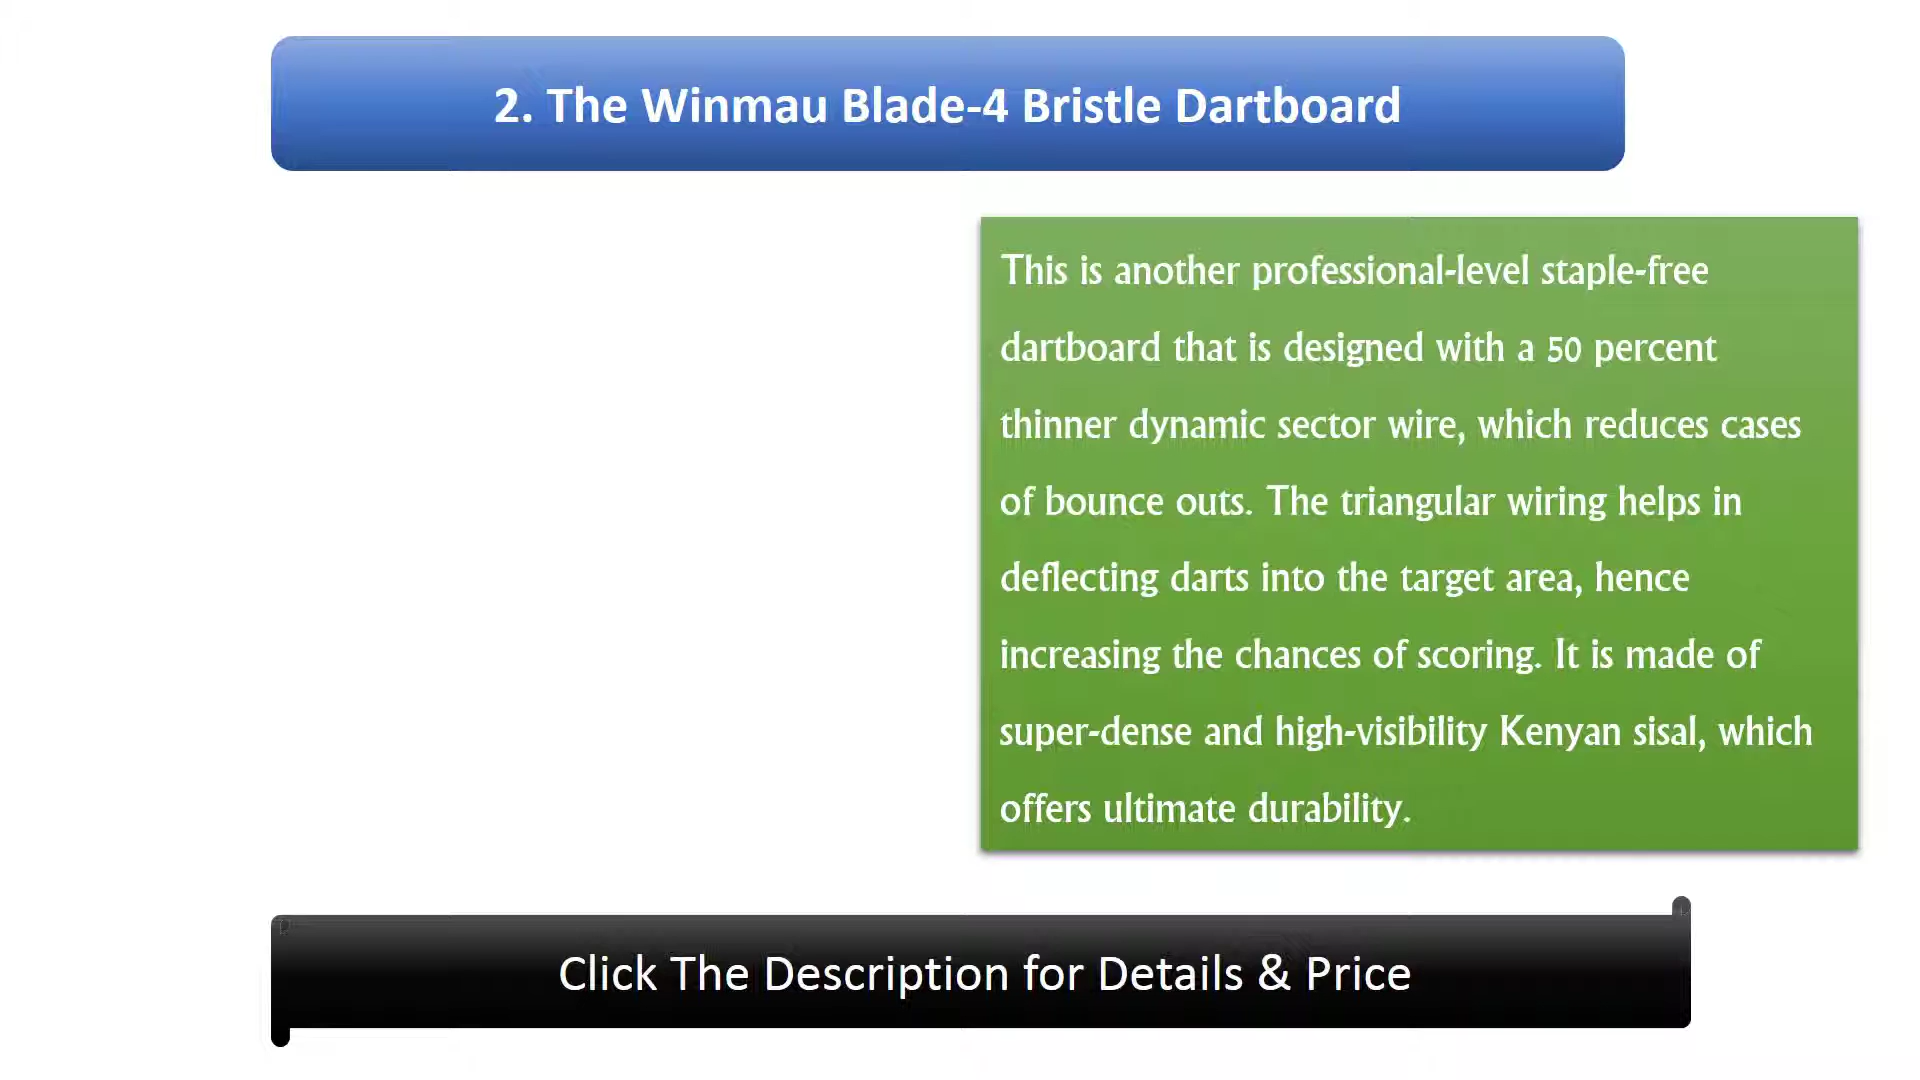 2. The Winmau Blade-4 Bristle Dartboard
This is another professional-level staple-free
dartboard that is designed with a 50 percent
thinner dynamic sector wire, which reduces cases
of bounce outs. The triangular wiring helps in
deflecting darts into the target area, hence
increasing the chances of scoring. It is made of
super-dense and high-visibility Kenyan sisal, which
offers ultimate durability.
Click The Description for Details & Price